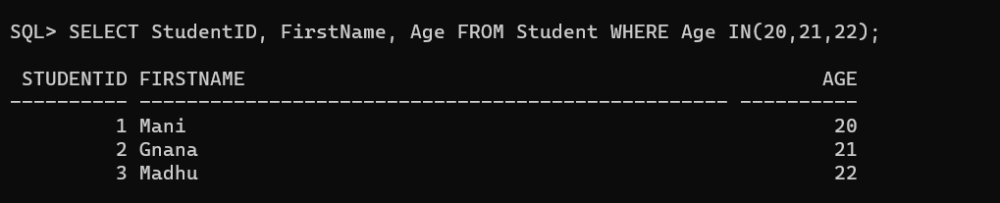 SQL> SELECT StudentID, FirstName, Age FROM Student WHERE Age IN(20,21,22);
STUDENTID FIRSTNAME AGE
---------- -------------------------------------------------- ----------
1 Mani 20
2 Gnana 21
3 Madhu 22